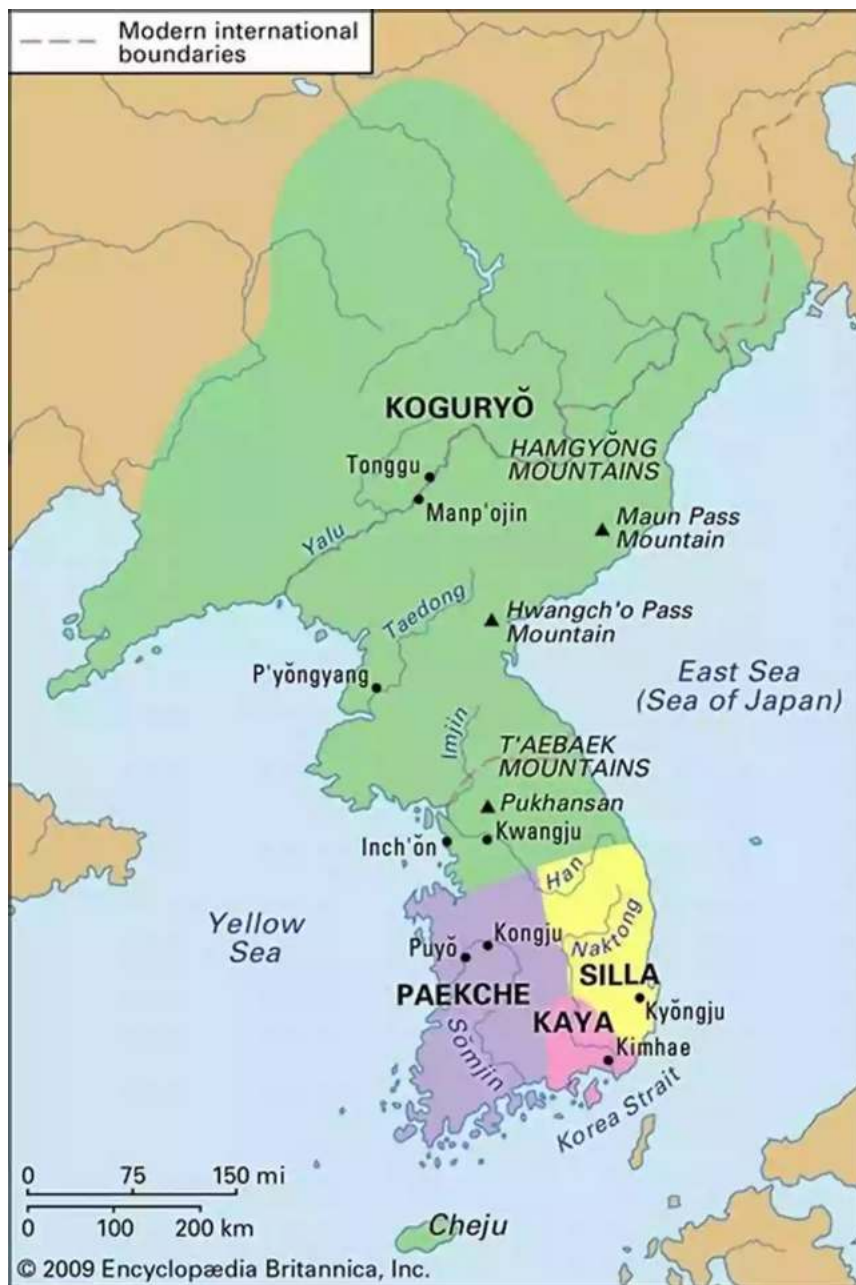 Modern international
boundaries
KOGURYŎ
HAMGYŎNG
MOUNTAINS
Tonggu
Manp'ojin
Maun Pass
Mountain
Yalu
Taedong
Hwangch'o Pass
Mountain
P'yŏngyang
East Sea
(Sea of Japan)
Imjin
T'AEBAEK
MOUNTAINS
Pukhansan
Kwangju
Inch'ŏn
Han
Yellow
Sea
Naktong
Kongju
Puyŏ
SILLA
PAEKCHE
Kyŏngju
KAYA
Kimhae
Sŏmjin
Korea Strait
0 75 150 mi
0 100 200 km
Cheju
© 2009 Encyclopædia Britannica, Inc.